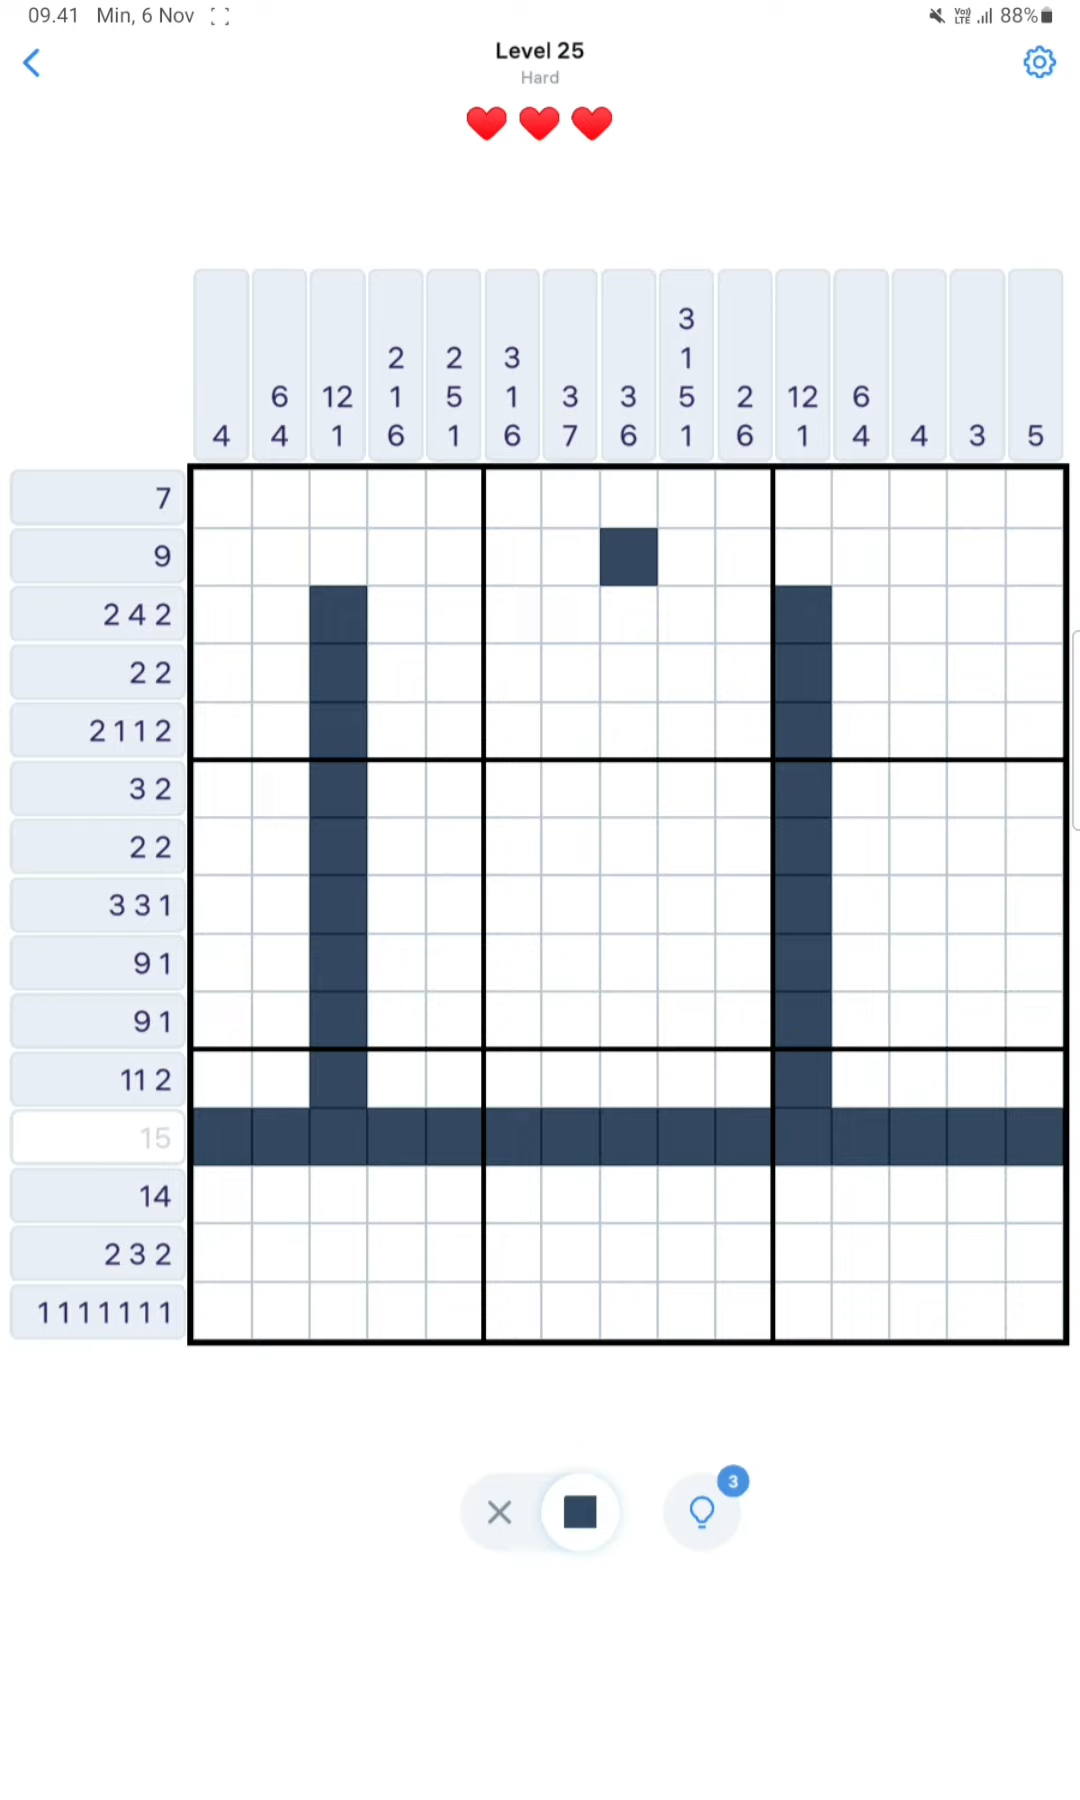 09.41 Min, 6 Nov Vo)) LTE 88%
Level 25
Hard
4 6 4 12 1 2 1 6 2 5 1 3 1 6 3 7 3 6 3 1 5 1 2 6 12 1 6 4 4 3 5
7
9
2 4 2
2 2
2 1 1 2
3 2
2 2
3 3 1
9 1
9 1
11 2
15
14
2 3 2
1 1 1 1 1 1 1
3